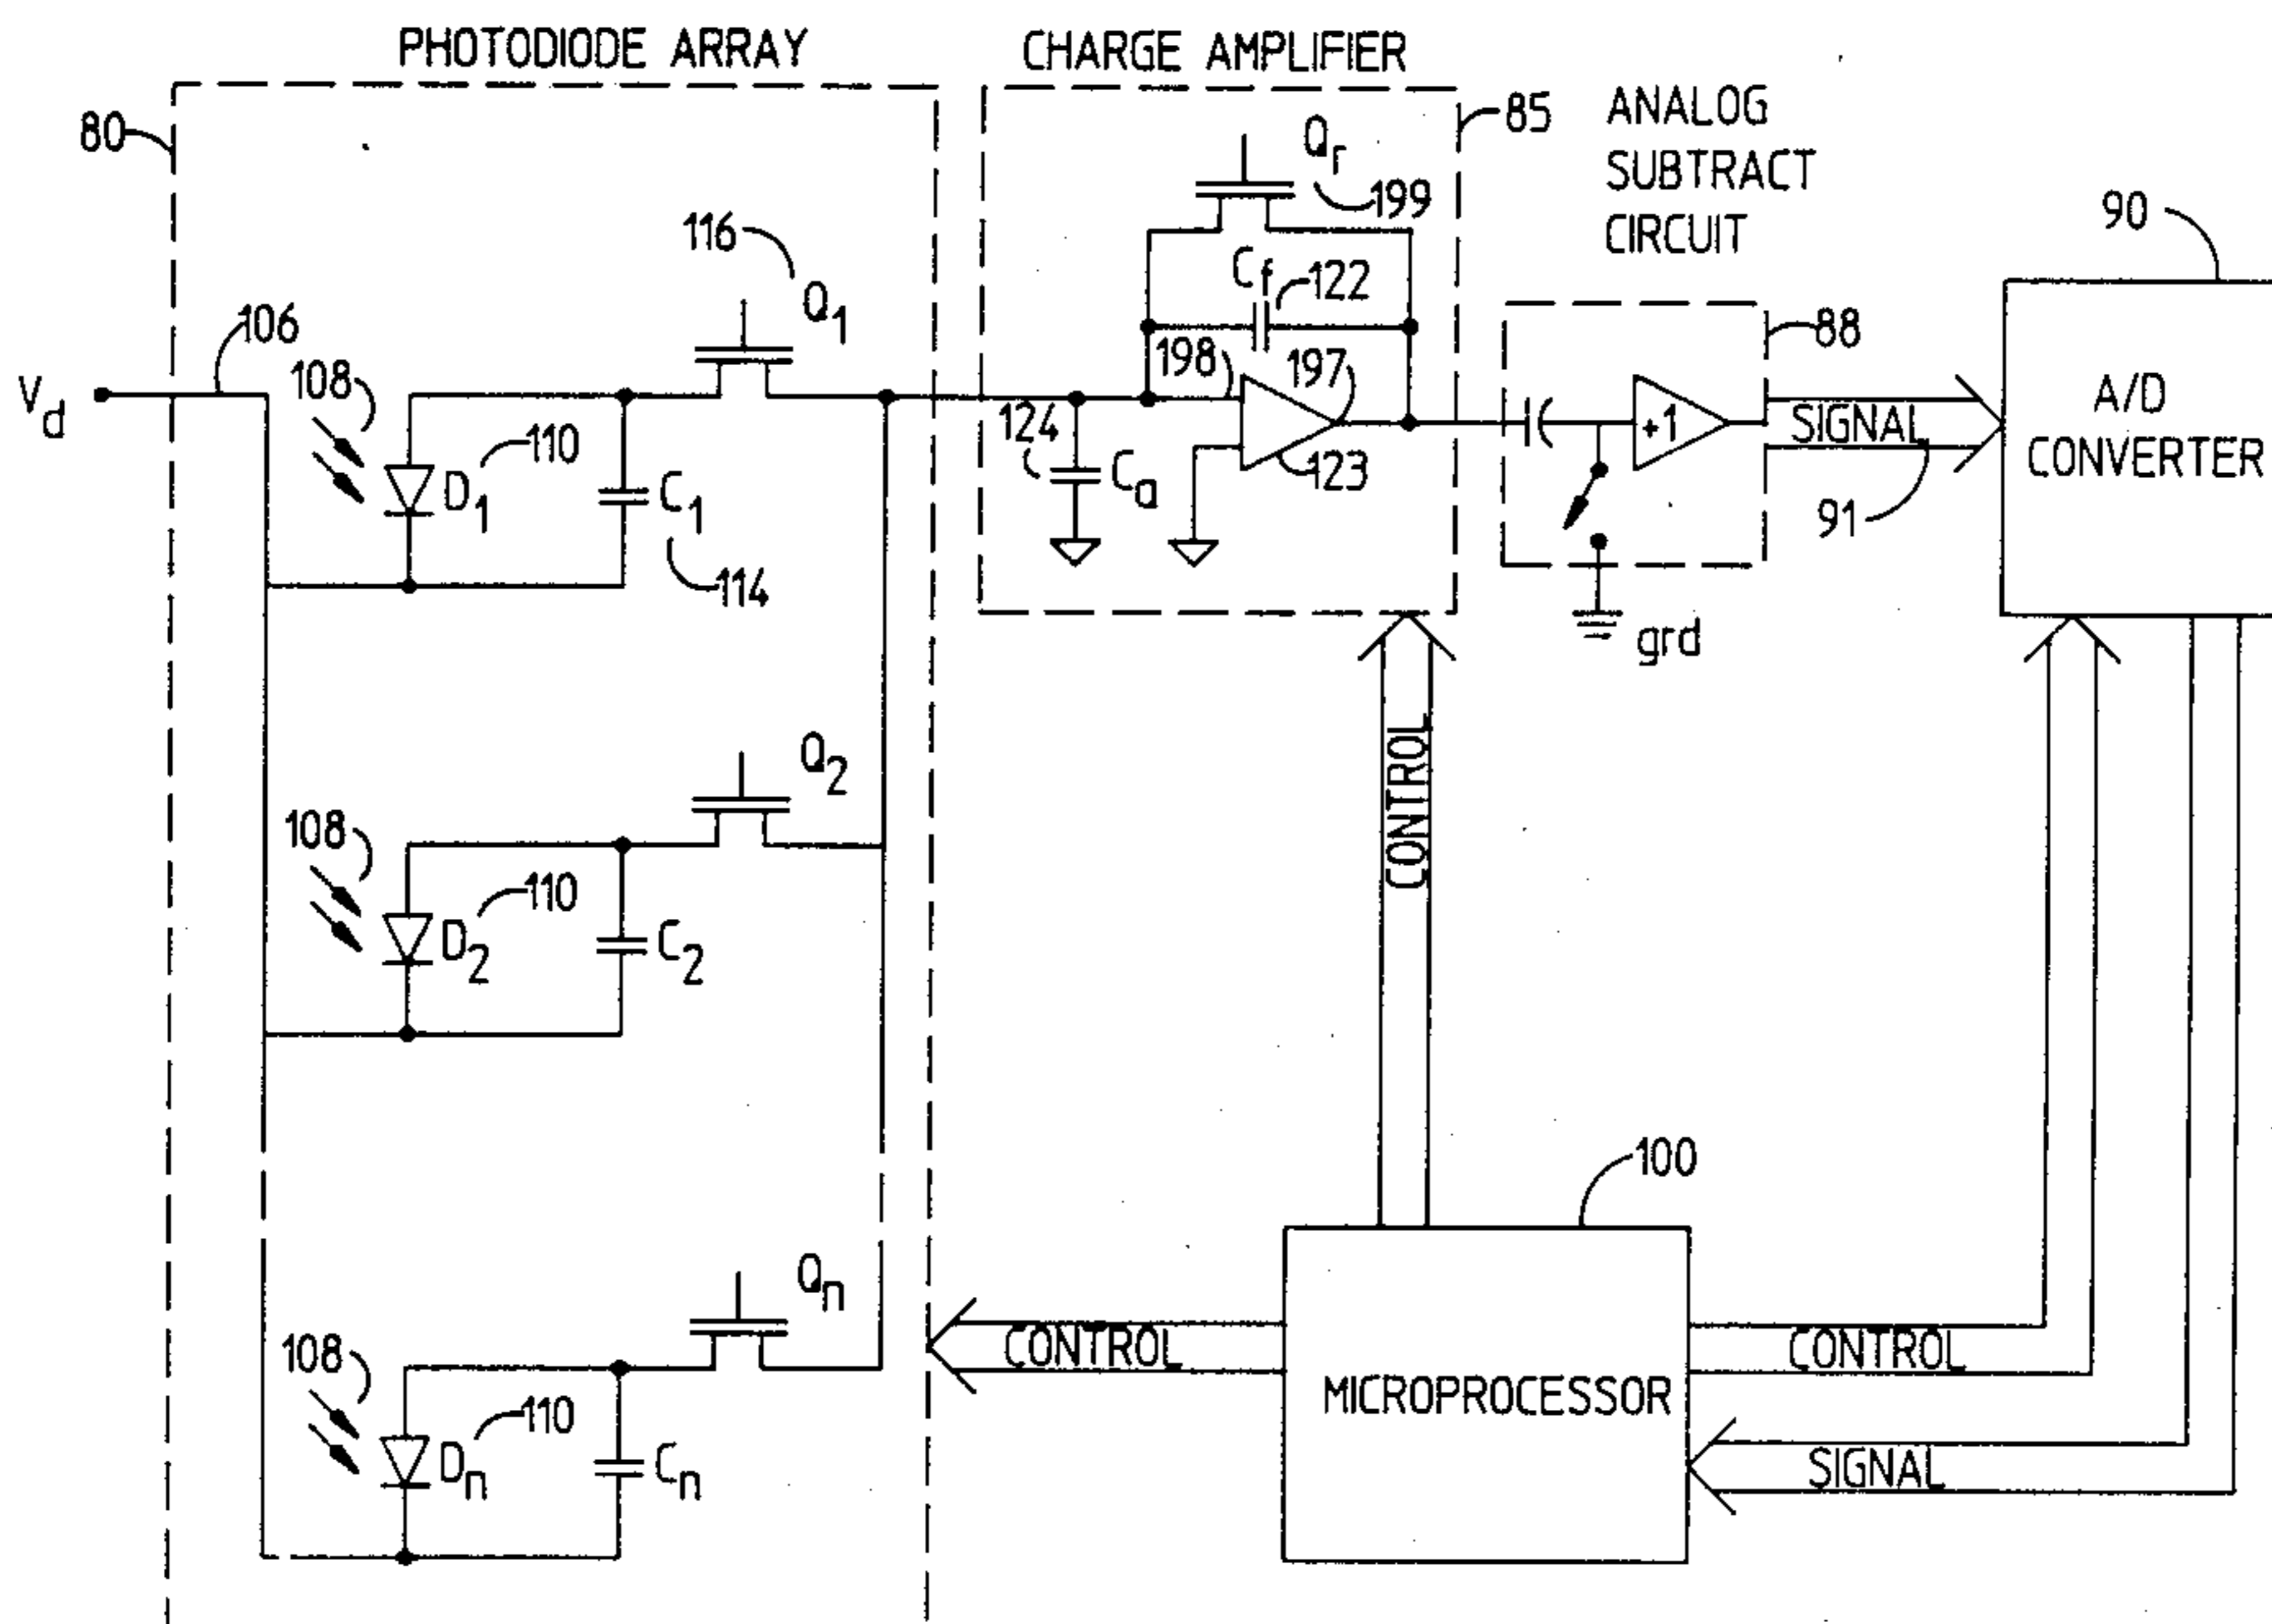 PHOTODIODE ARRAY
CHARGE AMPLIFIER
ANALOG
SUBTRACT
CIRCUIT
80
85
Qr
199
90
116
Q1
Cf
122
88
106
108
198
197
Vd
A/D
CONVERTER
110
D1
C1
124
Ca
123
+1
SIGNAL
91
114
grd
Q2
CONTROL
108
110
D2
C2
100
Qn
108
CONTROL
CONTROL
MICROPROCESSOR
110
Dn
Cn
SIGNAL